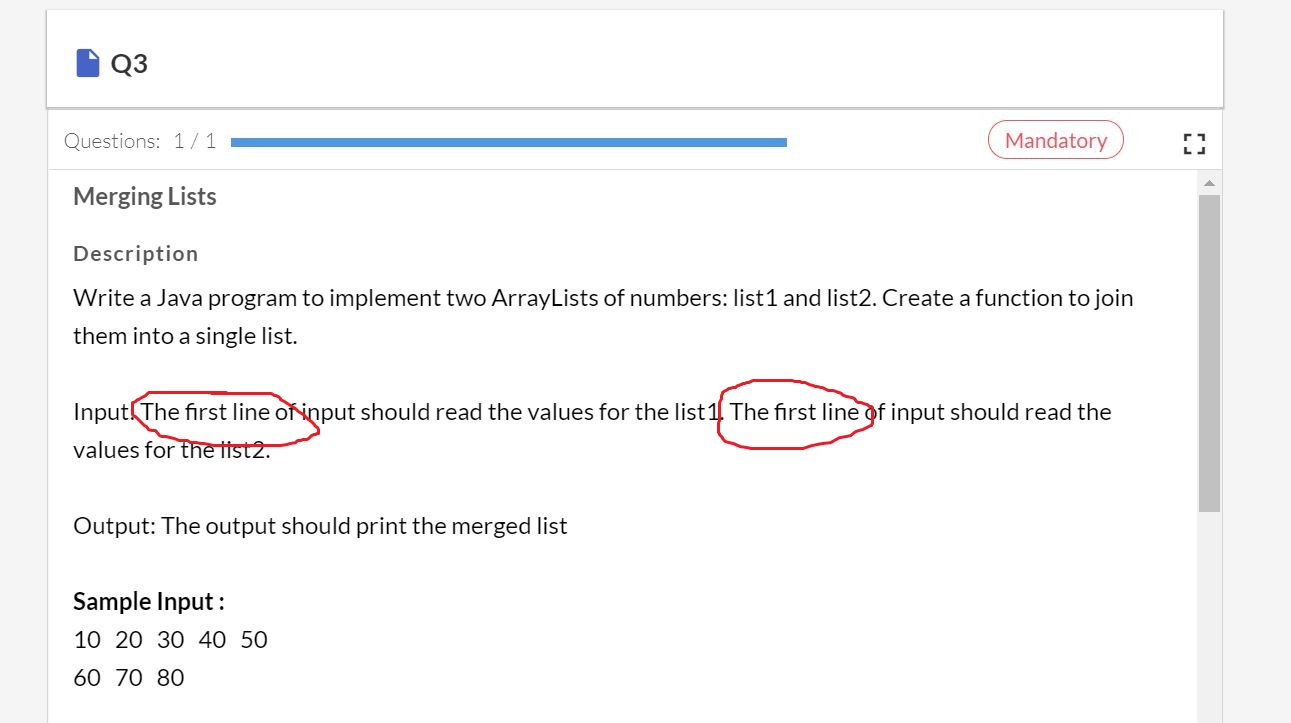 Q3
Questions: 1 / 1
Mandatory
Merging Lists
Description
Write a Java program to implement two ArrayLists of numbers: list1 and list2. Create a function to join
them into a single list.
Input: The first line of input should read the values for the list1. The first line of input should read the
values for the list2.
Output: The output should print the merged list
Sample Input :
10 20 30 40 50
60 70 80